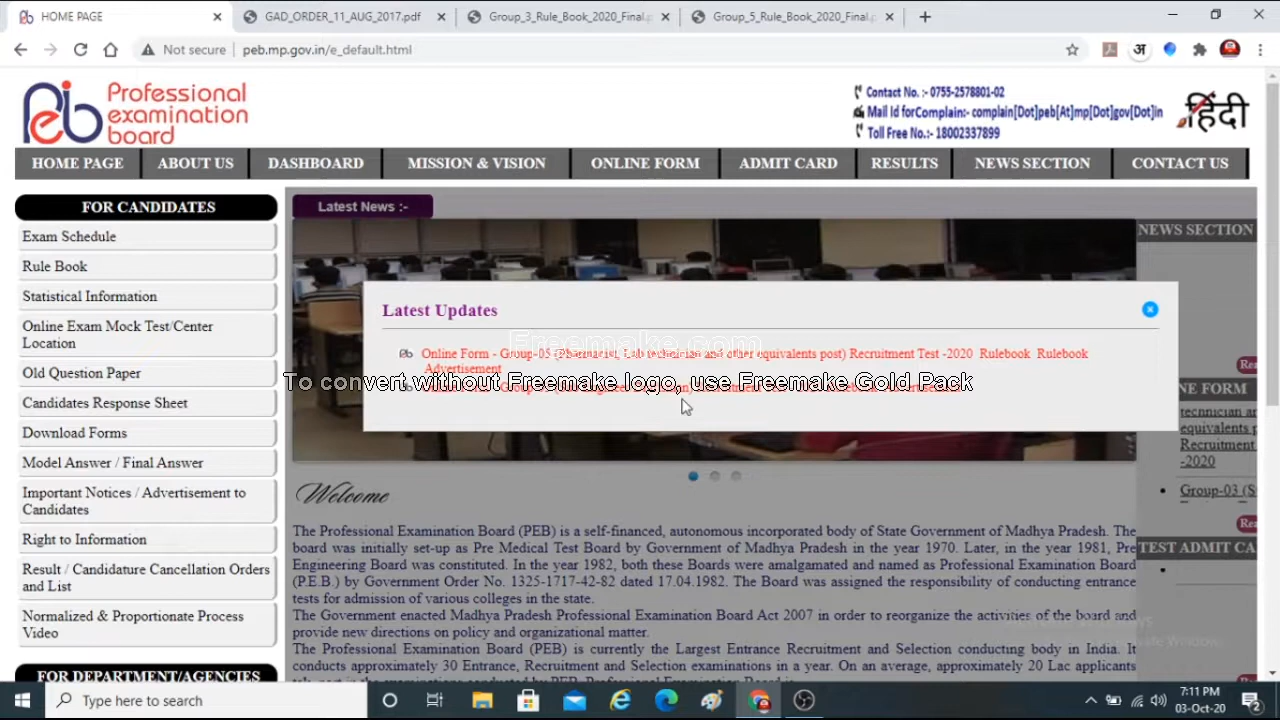 HOME PAGE
GAD_ORDER_11_AUG_2017.pdf
Group_3_Rule_Book_2020_Final.p
Group_5_Rule_Book_2020_Final.p
Not secure
peb.mp.gov.in/e_default.html
अ
Professional
examination
board
Contact No. :- 0755-2578801-02
Mail Id forComplain:- complain[Dot]peb[At]mp[Dot]gov[Dot]in
Toll Free No.:- 18002337899
हिंदी
HOME PAGE
ABOUT US
DASHBOARD
MISSION & VISION
ONLINE FORM
ADMIT CARD
RESULTS
NEWS SECTION
CONTACT US
FOR CANDIDATES
Exam Schedule
Rule Book
Statistical Information
Online Exam Mock Test/Center
Location
Old Question Paper
Candidates Response Sheet
Download Forms
Model Answer / Final Answer
Important Notices / Advertisement to
Candidates
Right to Information
Result / Candidature Cancellation Orders
and List
Normalized & Proportionate Process
Video
FOR DEPARTMENT/AGENCIES
Latest News :-
Latest Updates
Freemake.com
Online Form - Group-05 (Pharmacist, Lab technician and other equivalents post) Recruitment Test -2020 Rulebook Rulebook
Advertisement
To convert without Freemake logo, use Freemake Gold Pack
NEWS SECTION
Rea
NE FORM
technician an
equivalents p
Recruitment
-2020
Group-03 (S
Rea
TEST ADMIT CA
Welcome
The Professional Examination Board (PEB) is a self-financed, autonomous incorporated body of State Government of Madhya Pradesh. The
board was initially set-up as Pre Medical Test Board by Government of Madhya Pradesh in the year 1970. Later, in the year 1981, Pre
Engineering Board was constituted. In the year 1982, both these Boards were amalgamated and named as Professional Examination Board
(P.E.B.) by Government Order No. 1325-1717-42-82 dated 17.04.1982. The Board was assigned the responsibility of conducting entrance
tests for admission of various colleges in the state.
The Government enacted Madhya Pradesh Professional Examination Board Act 2007 in order to reorganize the activities of the board and
provide new directions on policy and organizational matter.
The Professional Examination Board (PEB) is currently the Largest Entrance Recruitment and Selection conducting body in India. It
conducts approximately 30 Entrance, Recruitment and Selection examinations in a year. On an average, approximately 20 Lac applicants
Type here to search
7:11 PM
03-Oct-20
2